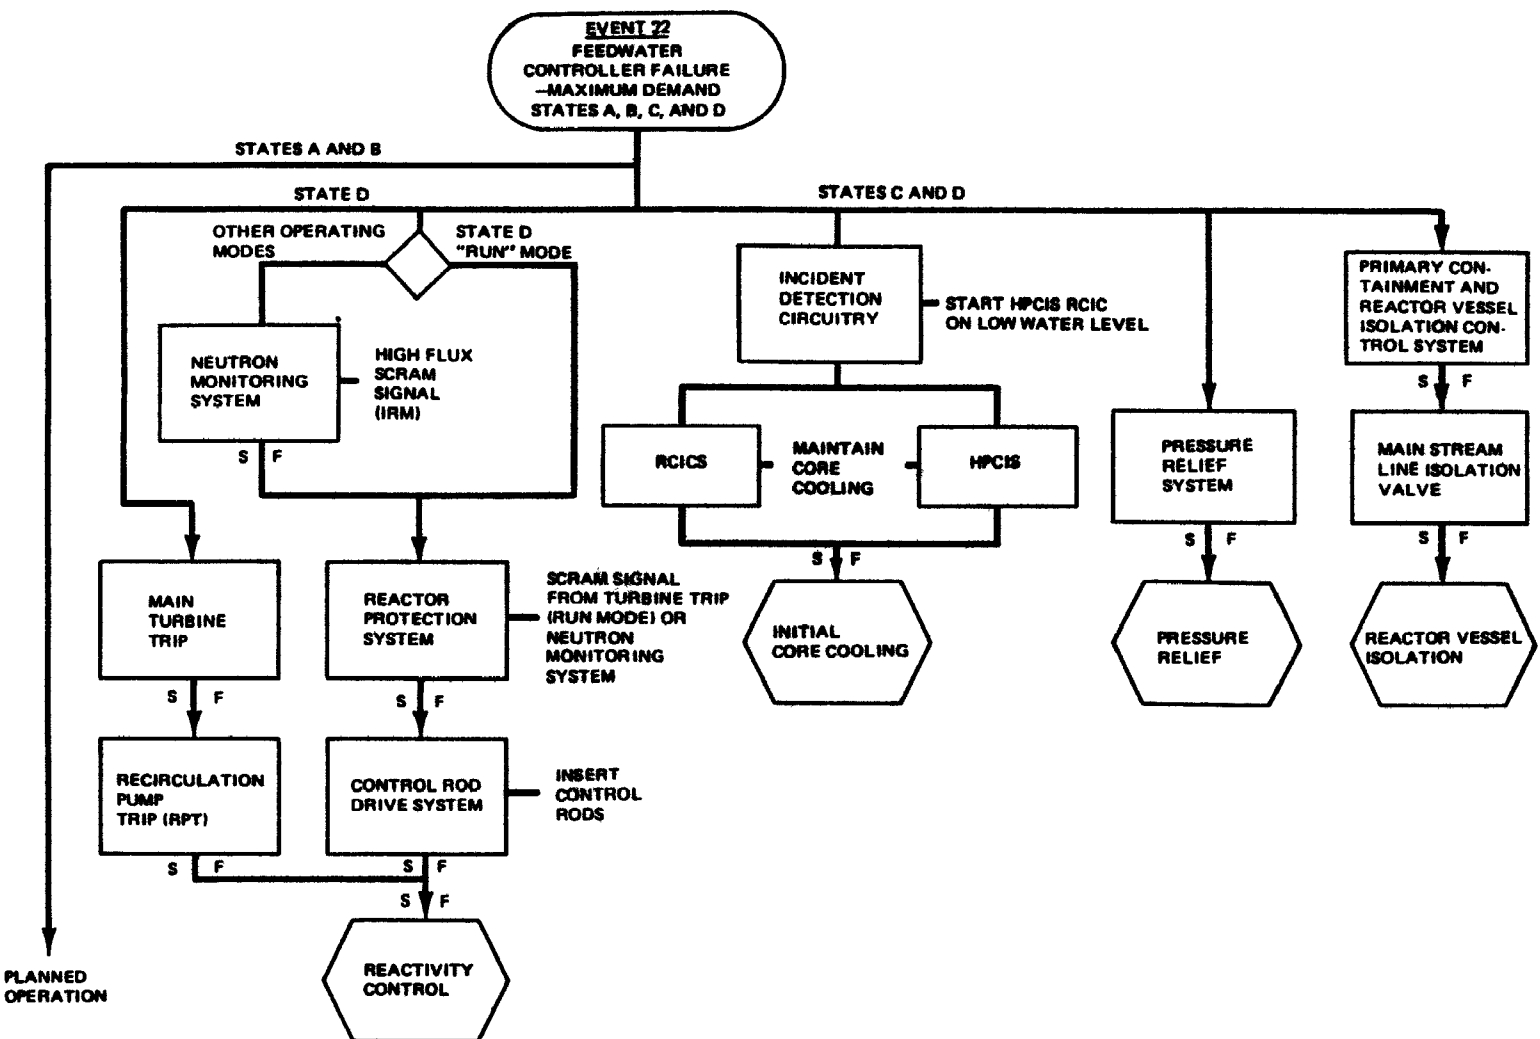 EVENT 22
FEEDWATER
CONTROLLER FAILURE
—MAXIMUM DEMAND
STATES A, B, C, AND D
STATES A AND B
STATE D
STATES C AND D
OTHER OPERATING
MODES
STATE D
"RUN" MODE
NEUTRON
MONITORING
SYSTEM
HIGH FLUX
SCRAM
SIGNAL
(IRM)
S F
INCIDENT
DETECTION
CIRCUITRY
START HPCIS RCIC
ON LOW WATER LEVEL
PRIMARY CON-
TAINMENT AND
REACTOR VESSEL
ISOLATION CON-
TROL SYSTEM
S F
RCICS
MAINTAIN
CORE
COOLING
HPCIS
S F
PRESSURE
RELIEF
SYSTEM
S F
MAIN STREAM
LINE ISOLATION
VALVE
S F
MAIN
TURBINE
TRIP
S F
REACTOR
PROTECTION
SYSTEM
SCRAM SIGNAL
FROM TURBINE TRIP
(RUN MODE) OR
NEUTRON
MONITORING
SYSTEM
S F
INITIAL
CORE COOLING
PRESSURE
RELIEF
REACTOR VESSEL
ISOLATION
RECIRCULATION
PUMP
TRIP (RPT)
S F
CONTROL ROD
DRIVE SYSTEM
INSERT
CONTROL
RODS
S F
S F
REACTIVITY
CONTROL
PLANNED
OPERATION